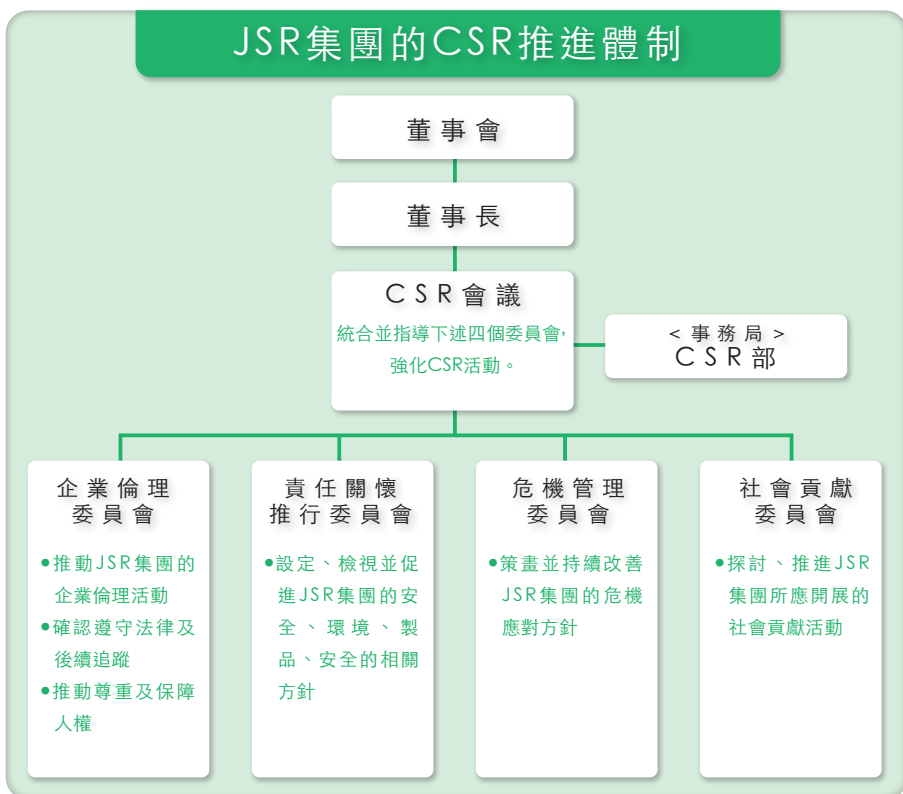 JSR集團的CSR推進體制
董事會
董事長
CSR會議
統合並指導下述四個委員會，
強化CSR活動。
<事務局>
CSR部
企業倫理
委員會
●推動JSR集團的
企業倫理活動
●確認遵守法律及
後續追蹤
●推動尊重及保障
人權
責任關懷
推行委員會
●設定、檢視並促
進JSR集團的安
全、環境、製
品、安全的相關
方針
危機管理
委員會
●策畫並持續改善
JSR集團的危機
應對方針
社會貢獻
委員會
●探討、推進JSR
集團所應開展的
社會貢獻活動